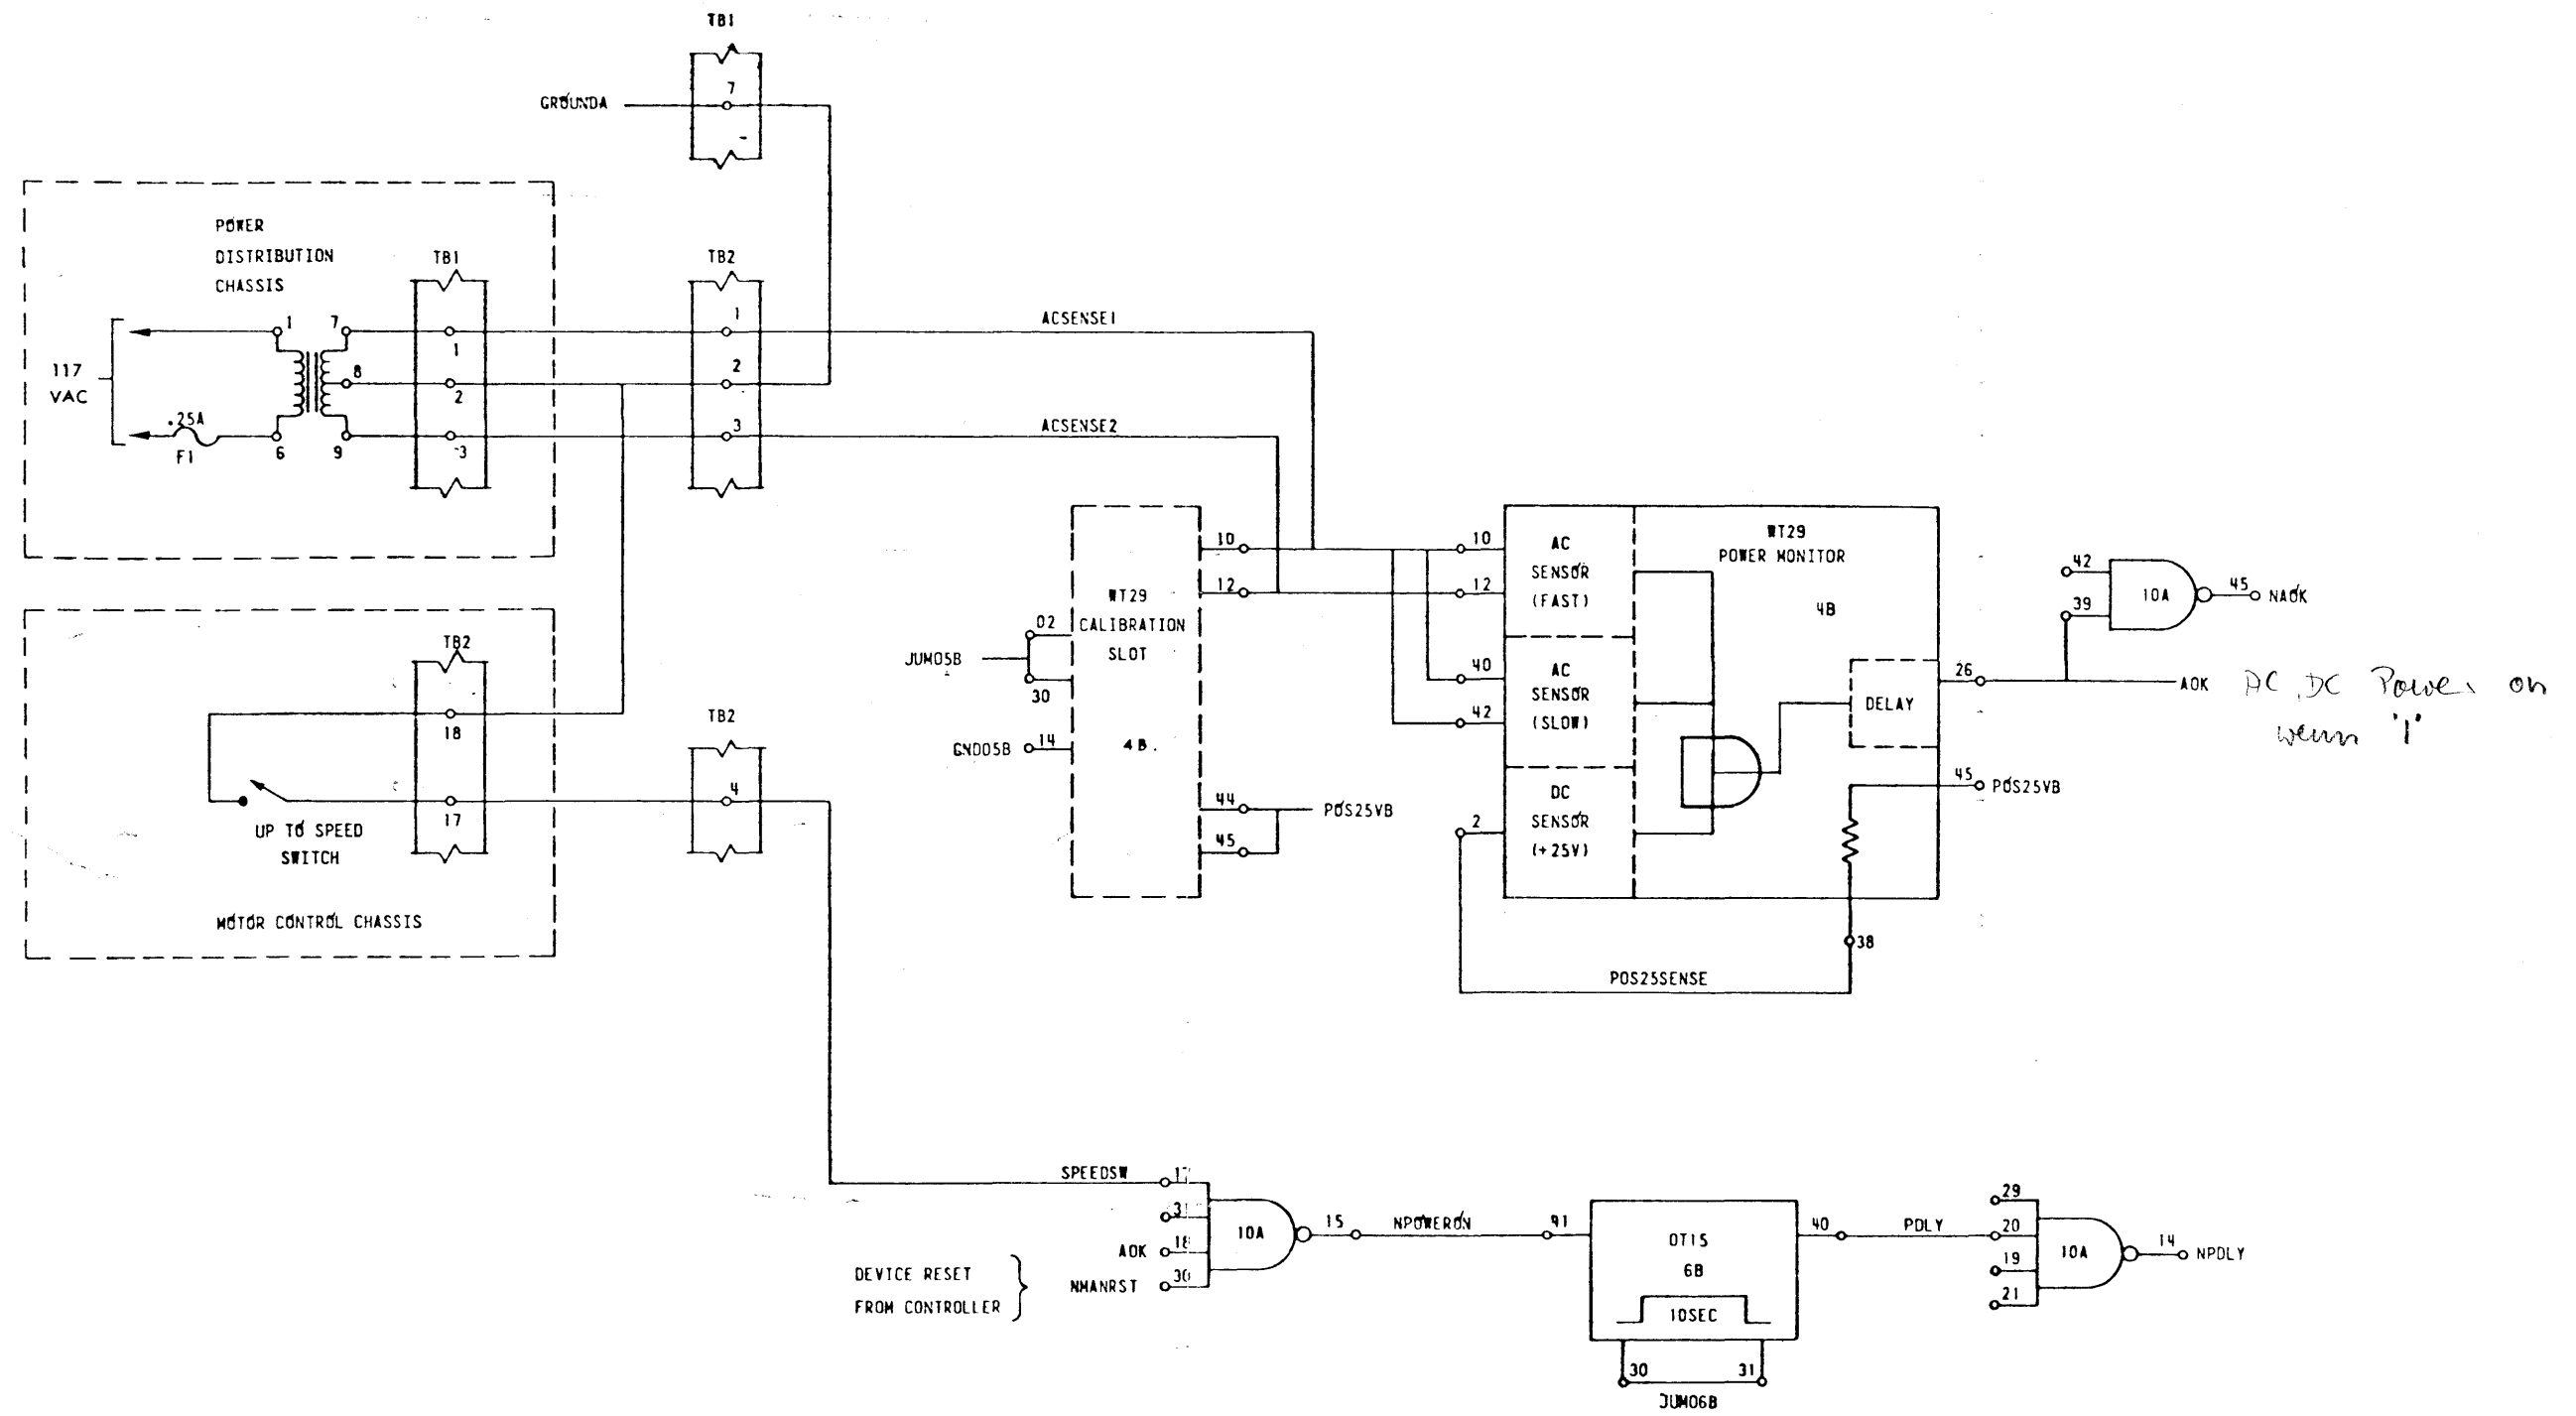 TB1
7
GROUNDA
POWER
DISTRIBUTION
CHASSIS
TB1
TB2
1
7
1
1
ACSENSE1
117
VAC
8
2
2
.25A
F1
6
9
3
3
ACSENSE2
10
12
WT29
CALIBRATION
SLOT
4B.
02
JUM05B
30
GND05B
14
44
POS25VB
45
10
12
40
42
2
AC
SENSOR
(FAST)
AC
SENSOR
(SLOW)
DC
SENSOR
(+25V)
WT29
POWER MONITOR
4B
DELAY
26
AOK
AC, DC Power on
wenn "1"
42
39
10A
45
NAOK
45
POS25VB
38
POS25SENSE
TB2
18
17
UP TO SPEED
SWITCH
MOTOR CONTROL CHASSIS
TB2
4
SPEEDSW
17
31
AOK
18
DEVICE RESET
FROM CONTROLLER
NMANRST
30
10A
15
NPOWERON
41
OT15
6B
10SEC
30
31
JUM06B
40
PDLY
29
20
19
21
10A
14
NPDLY